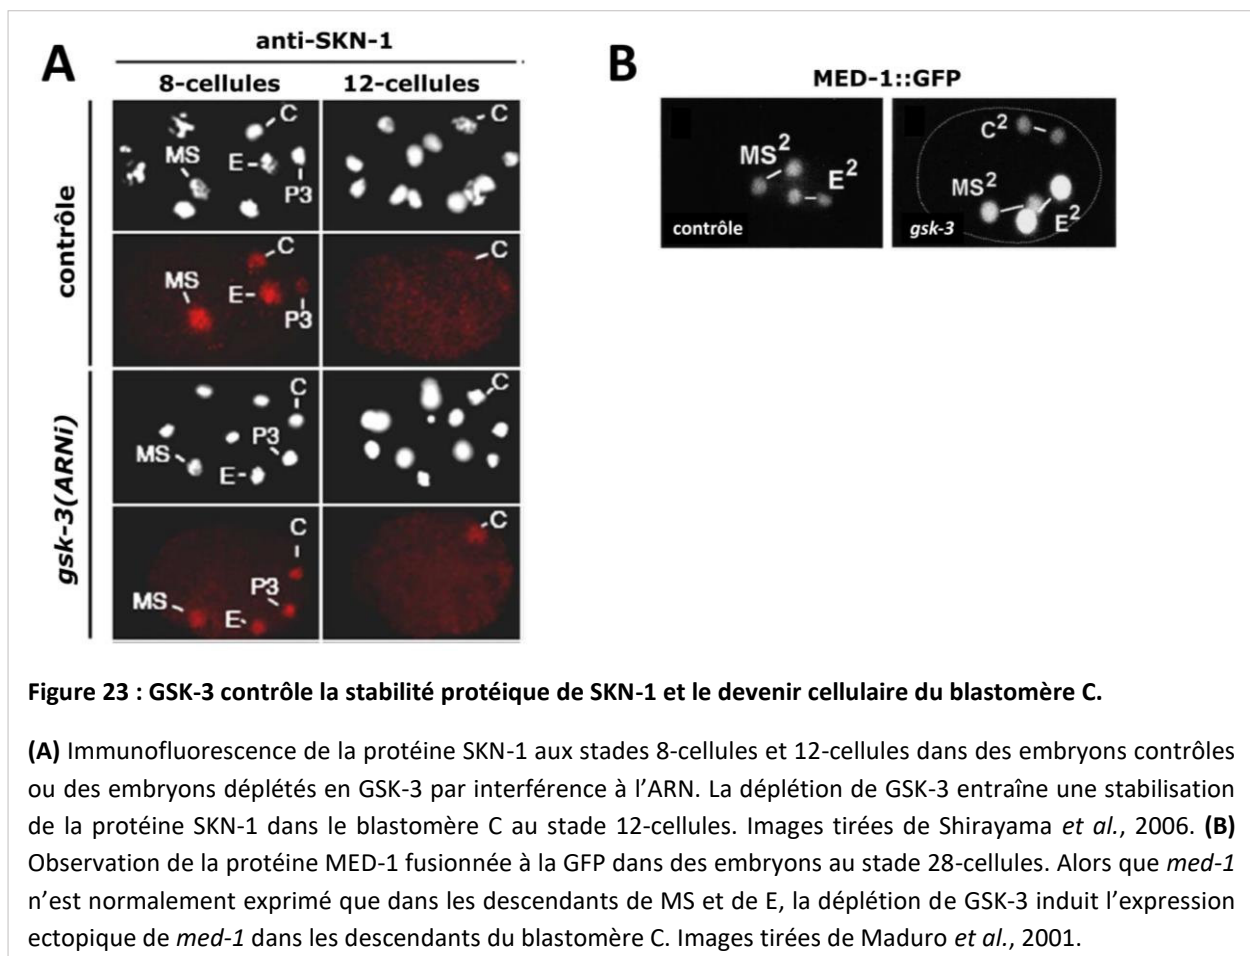 A
anti-SKN-1
8-cellules 12-cellules
contrôle
C
MS
E
P3
C
C
MS
E
P3
C
gsk-3(ARNi)
C
P3
MS
E
C
C
P3
MS
E
C
B
MED-1::GFP
MS2
E2
contrôle
C2
MS2
E2
gsk-3
Figure 23 : GSK-3 contrôle la stabilité protéique de SKN-1 et le devenir cellulaire du blastomère C.
(A) Immunofluorescence de la protéine SKN-1 aux stades 8-cellules et 12-cellules dans des embryons contrôles
ou des embryons déplétés en GSK-3 par interférence à l’ARN. La déplétion de GSK-3 entraîne une stabilisation
de la protéine SKN-1 dans le blastomère C au stade 12-cellules. Images tirées de Shirayama et al., 2006. (B)
Observation de la protéine MED-1 fusionnée à la GFP dans des embryons au stade 28-cellules. Alors que med-1
n’est normalement exprimé que dans les descendants de MS et de E, la déplétion de GSK-3 induit l’expression
ectopique de med-1 dans les descendants du blastomère C. Images tirées de Maduro et al., 2001.